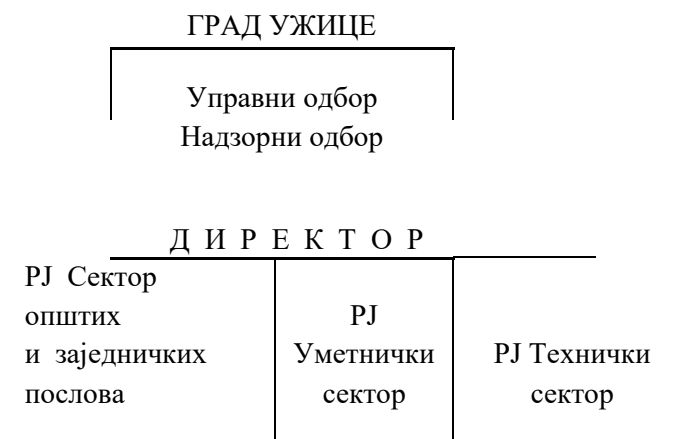 ГРАД УЖИЦЕ
Управни одбор
Надзорни одбор
Д И Р Е К Т О Р
РЈ Сектор
општих
и заједничких
послова
РЈ
Уметнички
сектор
РЈ Технички
сектор